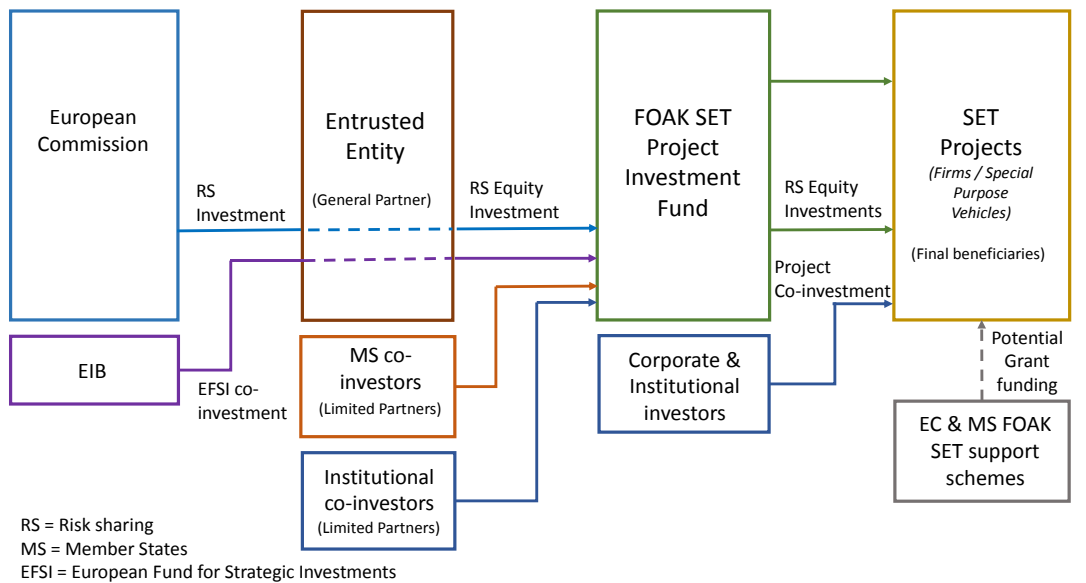 European
Commission
RS
Investment
Entrusted
Entity
(General Partner)
RS Equity
Investment
FOAK SET
Project
Investment
Fund
RS Equity
Investments
Project
Co-investment
SET
Projects
(Firms / Special
Purpose
Vehicles)
(Final beneficiaries)
EIB
EFSI co-
investment
MS co-
investors
(Limited Partners)
Corporate &
Institutional
investors
Potential
Grant
funding
EC & MS FOAK
SET support
schemes
Institutional
co-investors
(Limited Partners)
RS = Risk sharing
MS = Member States
EFSI = European Fund for Strategic Investments